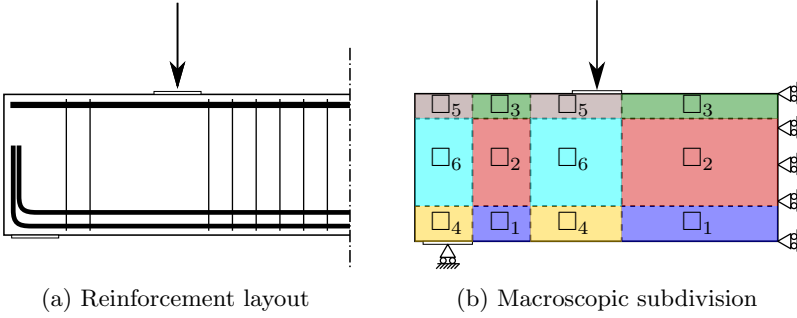 □5 □3 □5 □3
□6 □2 □6 □2
□4 □1 □4 □1
(a) Reinforcement layout
(b) Macroscopic subdivision